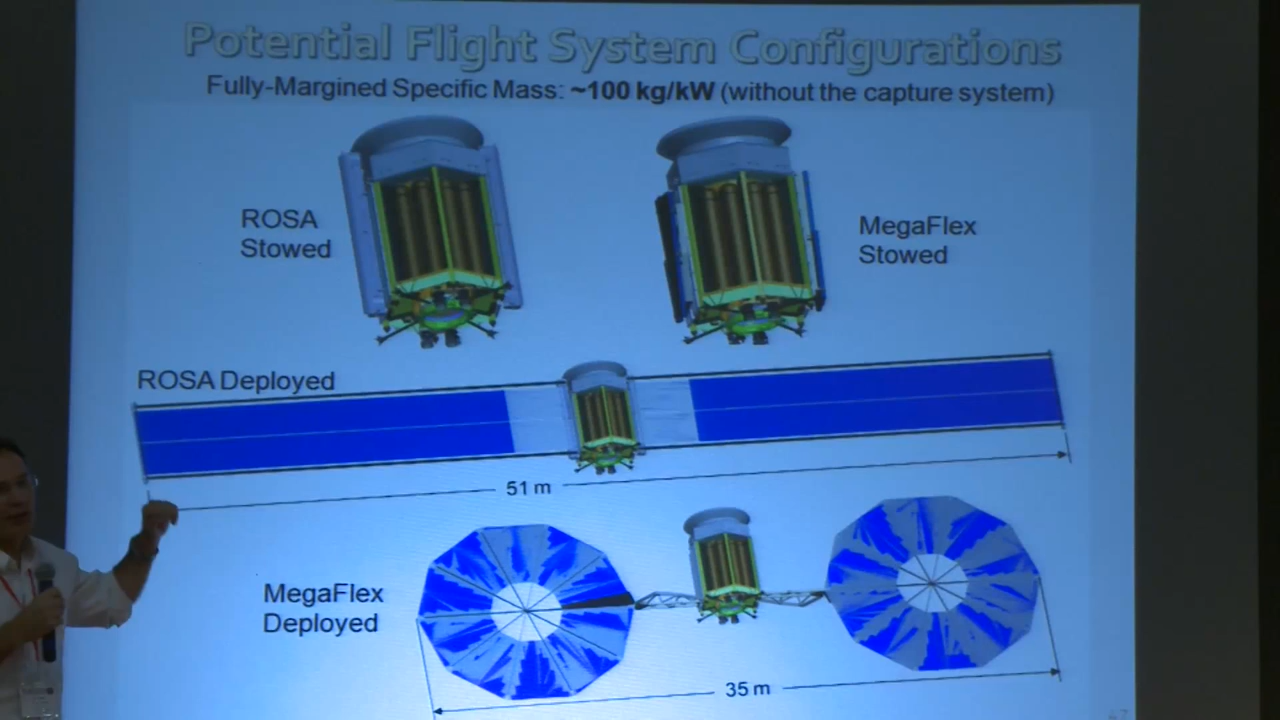 Potential Flight System Configurations
Fully-Margined Specific Mass: ~100 kg/kW (without the capture system)
ROSA
Stowed
MegaFlex
Stowed
ROSA Deployed
51 m
MegaFlex
Deployed
35 m